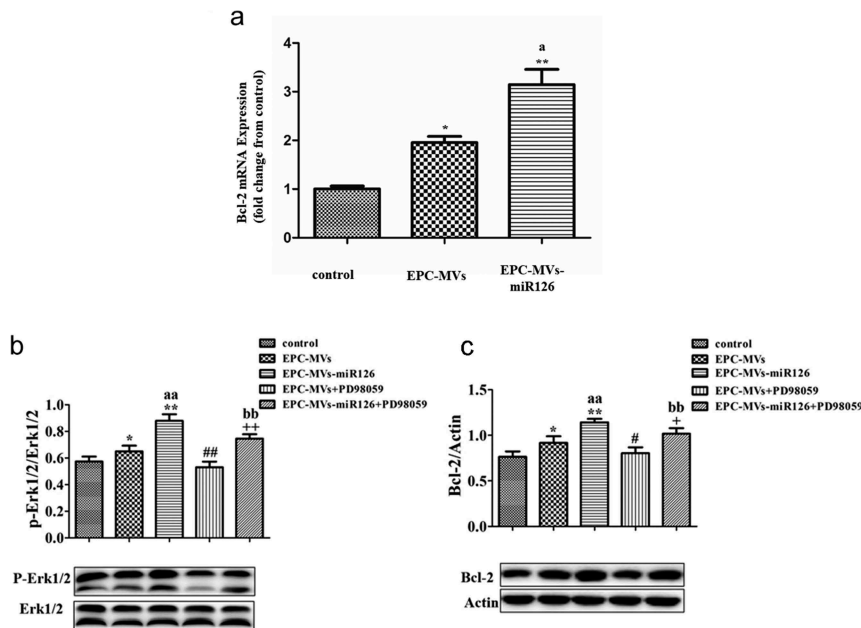 a
Bcl-2 mRNA Expression
(fold change from control)
4
3
2
1
0
*
a
**
control
EPC-MVs
EPC-MVs-
miR126
b
control
EPC-MVs
EPC-MVs-miR126
EPC-MVs+PD98059
EPC-MVs-miR126+PD98059
p-Erk1/2/Erk1/2
1.0
0.8
0.6
0.4
0.2
0.0
*
aa
**
##
bb
++
P-Erk1/2
Erk1/2
c
control
EPC-MVs
EPC-MVs-miR126
EPC-MVs+PD98059
EPC-MVs-miR126+PD98059
Bcl-2/Actin
1.5
1.0
0.5
0.0
*
aa
**
#
bb
+
Bcl-2
Actin